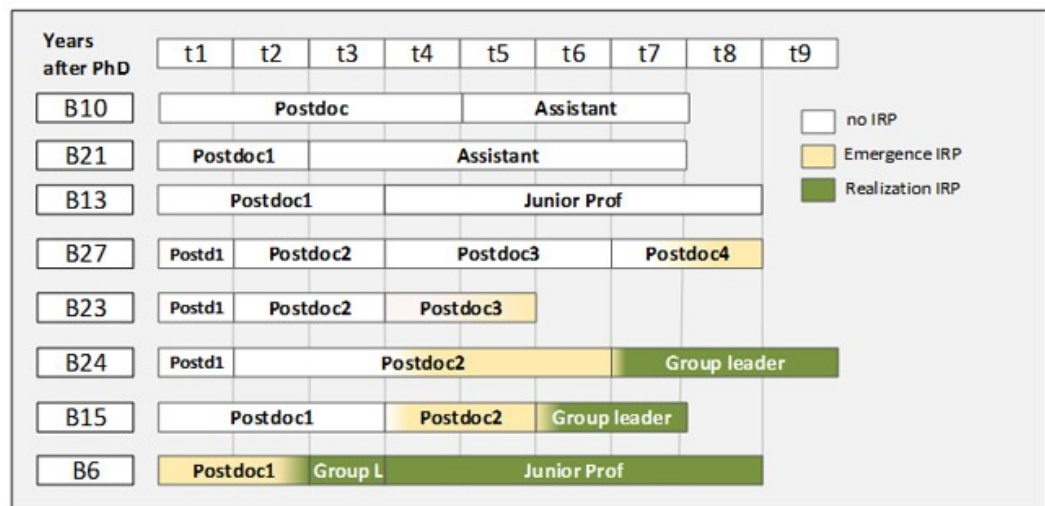 Years
after PhD
t1 t2 t3 t4 t5 t6 t7 t8 t9
B10 Postdoc Assistant
no IRP
B21 Postdoc1 Assistant
Emergence IRP
B13 Postdoc1 Junior Prof
Realization IRP
B27 Postd1 Postdoc2 Postdoc3 Postdoc4
B23 Postd1 Postdoc2 Postdoc3
B24 Postd1 Postdoc2 Group leader
B15 Postdoc1 Postdoc2 Group leader
B6 Postdoc1 Group L Junior Prof